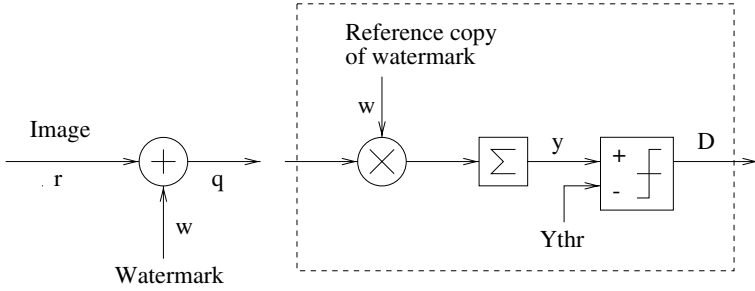 Reference copy
of watermark
w
Image
r
+
q
w
Watermark
×
Σ
y
+
-
Ythr
D